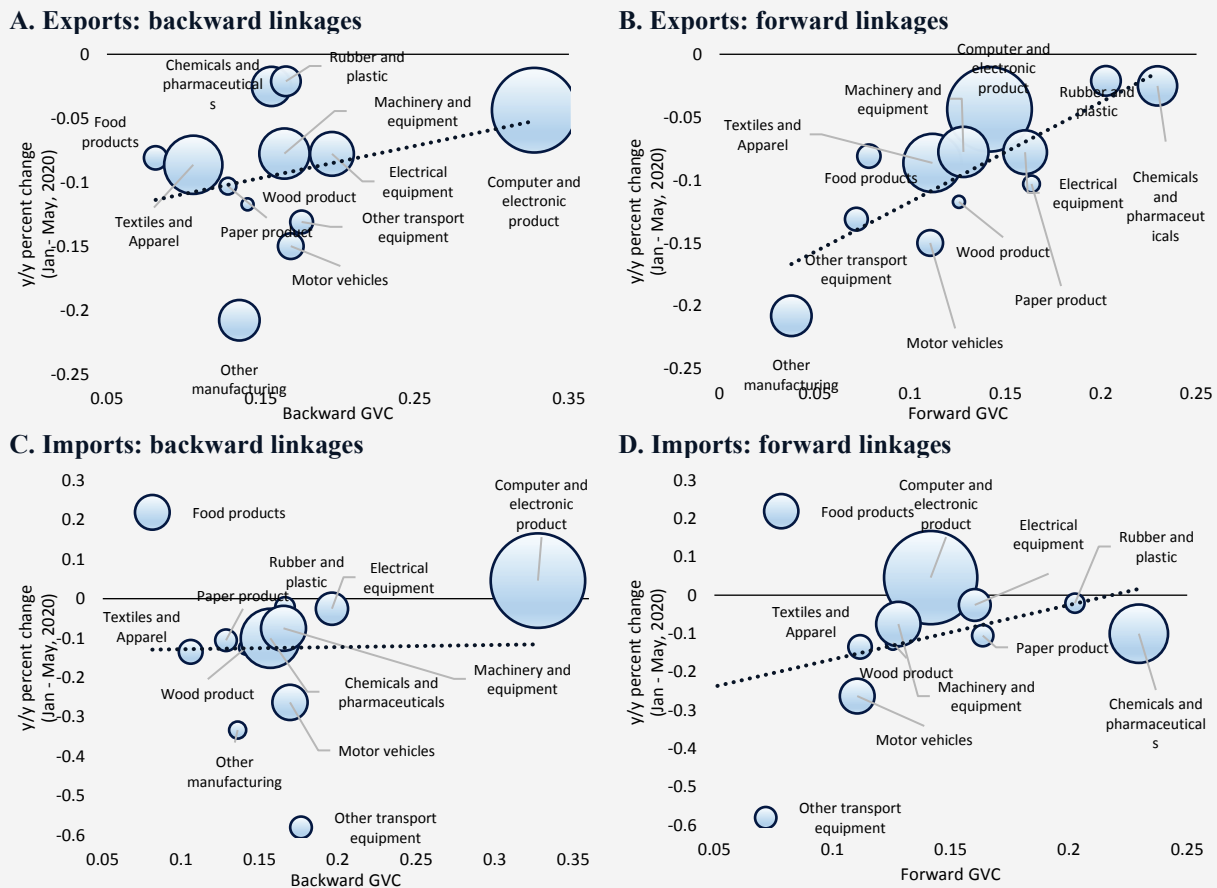 A. Exports: backward linkages
0
-0.05
-0.1
-0.15
-0.2
-0.25
y/y percent change
(Jan - May, 2020)
Chemicals and
pharmaceutical
s
Rubber and
plastic
Machinery and
equipment
Food
products
Electrical
equipment
Computer and
electronic
product
Wood product
Textiles and
Apparel
Paper product
Other transport
equipment
Motor vehicles
Other
manufacturing
0.05
0.15
0.25
0.35
Backward GVC
B. Exports: forward linkages
0
-0.05
-0.1
-0.15
-0.2
-0.25
y/y percent change
(Jan - May, 2020)
Computer and
electronic
product
Machinery and
equipment
Rubber and
plastic
Textiles and
Apparel
Food products
Electrical
equipment
Chemicals
and
pharmaceut
icals
Other transport
equipment
Wood product
Paper product
Motor vehicles
Other
manufacturing
0
0.05
0.1
0.15
0.2
0.25
Forward GVC
C. Imports: backward linkages
0.3
0.2
0.1
0
-0.1
-0.2
-0.3
-0.4
-0.5
-0.6
y/y percent change
(Jan - May, 2020)
Computer and
electronic
product
Food products
Rubber and
plastic
Electrical
equipment
Paper product
Textiles and
Apparel
Wood product
Chemicals and
pharmaceuticals
Machinery and
equipment
Motor vehicles
Other
manufacturing
Other transport
equipment
0.05
0.1
0.15
0.2
0.25
0.3
0.35
Backward GVC
D. Imports: forward linkages
0.3
0.2
0.1
0
-0.1
-0.2
-0.3
-0.4
-0.5
-0.6
y/y percent change
(Jan - May, 2020)
Computer and
electronic
product
Food products
Electrical
equipment
Rubber and
plastic
Textiles and
Apparel
Paper product
Wood product
Machinery and
equipment
Chemicals and
pharmaceutical
s
Motor vehicles
Other transport
equipment
0.05
0.1
0.15
0.2
0.25
Forward GVC